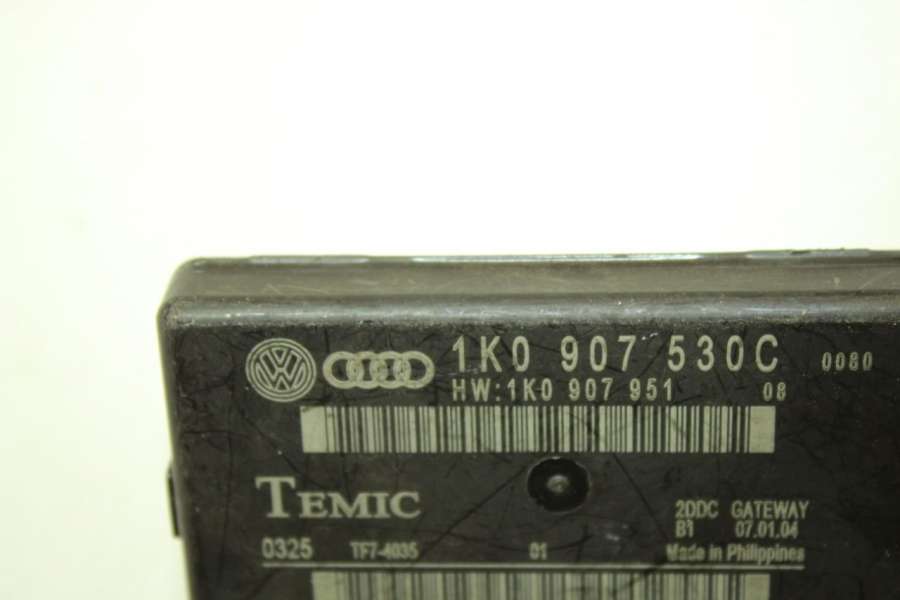 1K0 907 530C 0080
HW:1K0 907 951 08
TEMIC
2DDC GATEWAY
B1 07.01.04
0325 TF7-4035 01 Made in Philippines